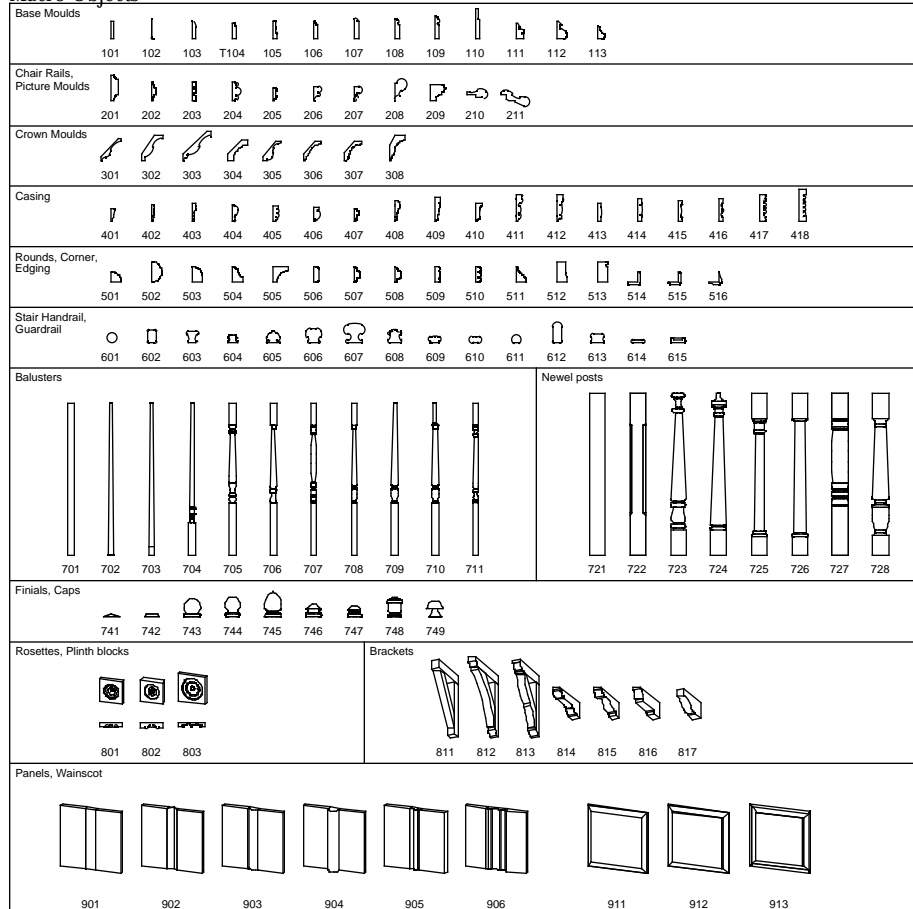 Base Moulds
101 102 103 T104 105 106 107 108 109 110 111 112 113
Chair Rails,
Picture Moulds
201 202 203 204 205 206 207 208 209 210 211
Crown Moulds
301 302 303 304 305 306 307 308
Casing
401 402 403 404 405 406 407 408 409 410 411 412 413 414 415 416 417 418
Rounds, Corner,
Edging
501 502 503 504 505 506 507 508 509 510 511 512 513 514 515 516
Stair Handrail,
Guardrail
601 602 603 604 605 606 607 608 609 610 611 612 613 614 615
Balusters
701 702 703 704 705 706 707 708 709 710 711
Newel posts
721 722 723 724 725 726 727 728
Finials, Caps
741 742 743 744 745 746 747 748 749
Rosettes, Plinth blocks
801 802 803
Brackets
811 812 813 814 815 816 817
Panels, Wainscot
901 902 903 904 905 906 911 912 913